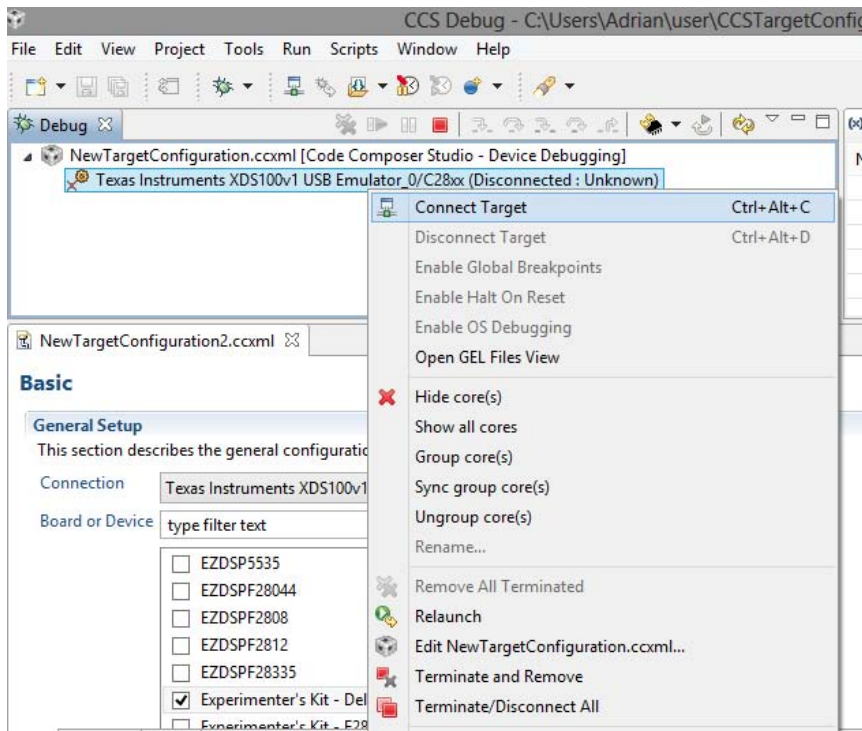 CCS Debug - C:\Users\Adrian\user\CCSTargetConfig
File Edit View Project Tools Run Scripts Window Help
Debug
NewTargetConfiguration.ccxml [Code Composer Studio - Device Debugging]
Texas Instruments XDS100v1 USB Emulator_0/C28xx (Disconnected : Unknown)
Connect Target Ctrl+Alt+C
Disconnect Target Ctrl+Alt+D
Enable Global Breakpoints
Enable Halt On Reset
Enable OS Debugging
Open GEL Files View
Hide core(s)
Show all cores
Group core(s)
Sync group core(s)
Ungroup core(s)
Rename...
Remove All Terminated
Relaunch
Edit NewTargetConfiguration.ccxml...
Terminate and Remove
Terminate/Disconnect All
NewTargetConfiguration2.ccxml
Basic
General Setup
This section describes the general configuratio
Connection Texas Instruments XDS100v1
Board or Device type filter text
EZDSP5535
EZDSPF28044
EZDSPF2808
EZDSPF2812
EZDSPF28335
Experimenter's Kit - Del
Experimenter's Kit - F28